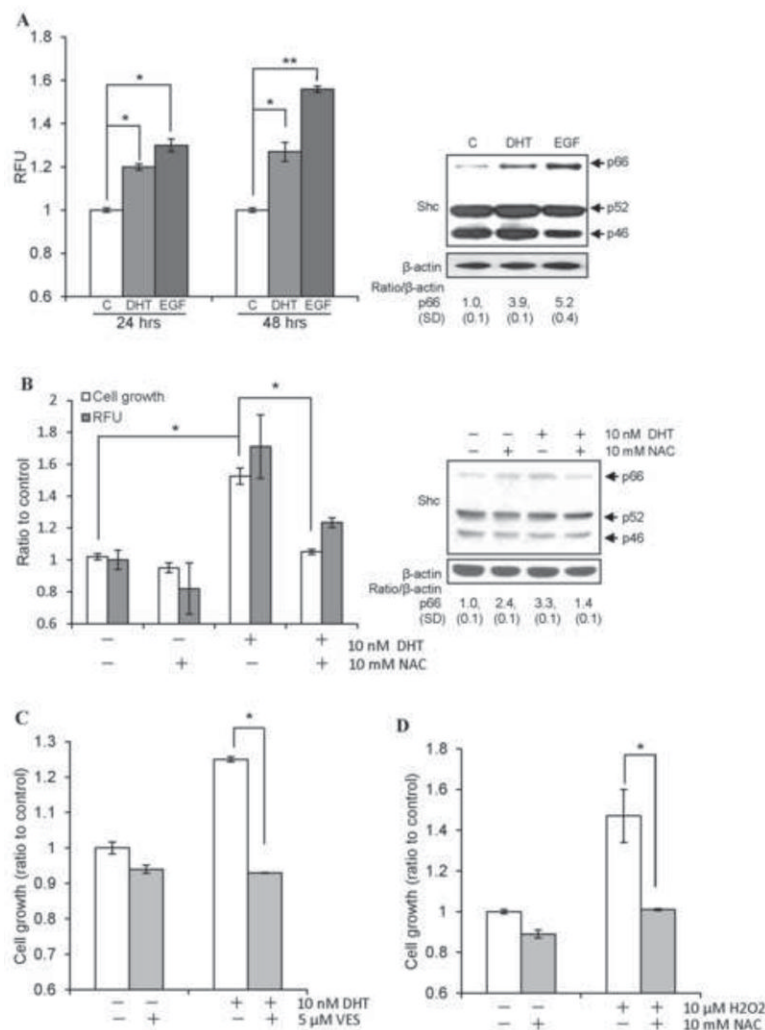 A
1.8
1.6
1.4
1.2
1
0.8
0.6
RFU
*
*
*
**
C DHT EGF C DHT EGF
24 hrs 48 hrs
C DHT EGF
Shc
p66
p52
p46
β-actin
Ratio/β-actin
p66 1.0, 3.9, 5.2
(SD) (0.1) (0.1) (0.4)
B
Cell growth
RFU
2
1.8
1.6
1.4
1.2
1
0.8
0.6
Ratio to control
*
*
– – + + 10 nM DHT
– + – + 10 mM NAC
– – + + 10 nM DHT
– + – + 10 mM NAC
Shc
p66
p52
p46
β-actin
Ratio/β-actin
p66 1.0, 2.4, 3.3, 1.4
(SD) (0.1) (0.1) (0.1) (0.1)
C
1.3
1.2
1.1
1
0.9
0.8
0.7
0.6
Cell growth (ratio to control)
*
– – + + 10 nM DHT
– + – + 5 µM VES
D
1.8
1.6
1.4
1.2
1
0.8
0.6
Cell growth (ratio to control)
*
– – + + 10 µM H2O2
– + – + 10 mM NAC